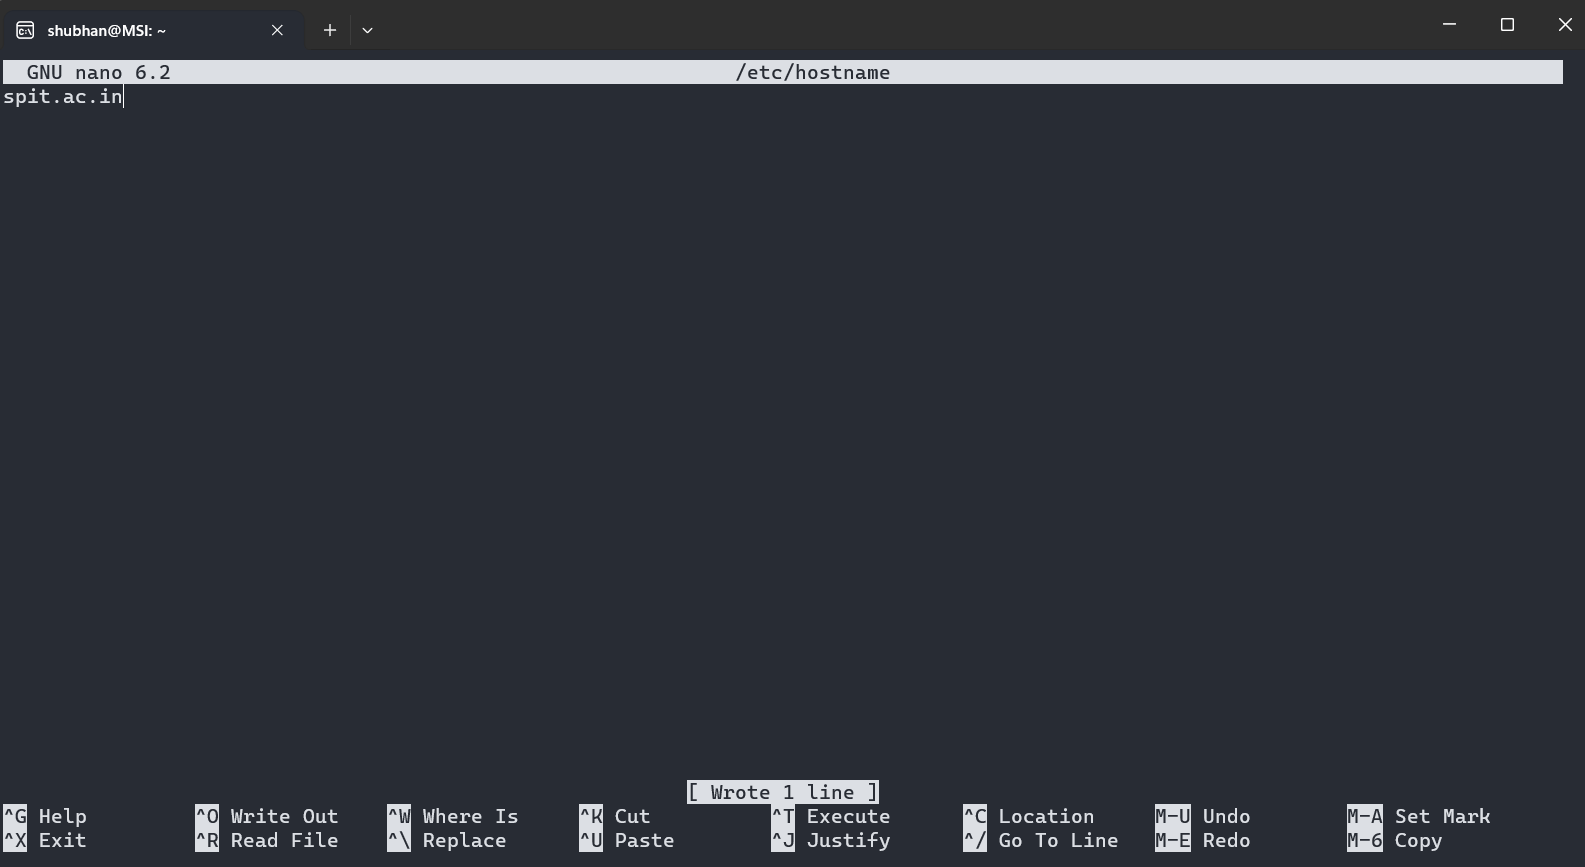 shubhan@MSI: ~
GNU nano 6.2 /etc/hostname
spit.ac.in
[ Wrote 1 line ]
^G Help ^O Write Out ^W Where Is ^K Cut ^T Execute ^C Location M-U Undo M-A Set Mark
^X Exit ^R Read File ^\ Replace ^U Paste ^J Justify ^/ Go To Line M-E Redo M-6 Copy